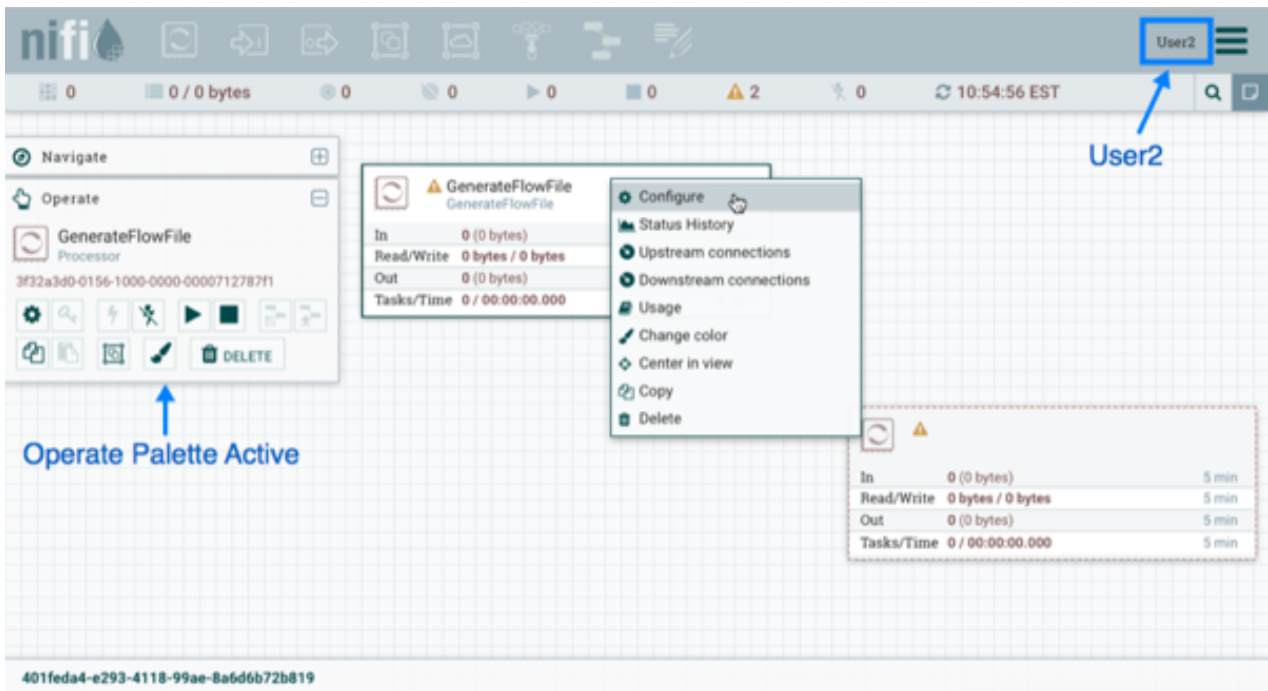 nifi
User2
0
0 / 0 bytes
0
0
0
0
2
0
10:54:56 EST
User2
Navigate
Operate
GenerateFlowFile
Processor
3f32a3d0-0156-1000-0000-0000712787f1
DELETE
Operate Palette Active
GenerateFlowFile
GenerateFlowFile
In 0 (0 bytes)
Read/Write 0 bytes / 0 bytes
Out 0 (0 bytes)
Tasks/Time 0 / 00:00:00.000
Configure
Status History
Upstream connections
Downstream connections
Usage
Change color
Center in view
Copy
Delete
In 0 (0 bytes) 5 min
Read/Write 0 bytes / 0 bytes 5 min
Out 0 (0 bytes) 5 min
Tasks/Time 0 / 00:00:00.000 5 min
401feda4-e293-4118-99ae-8a6d6b72b819